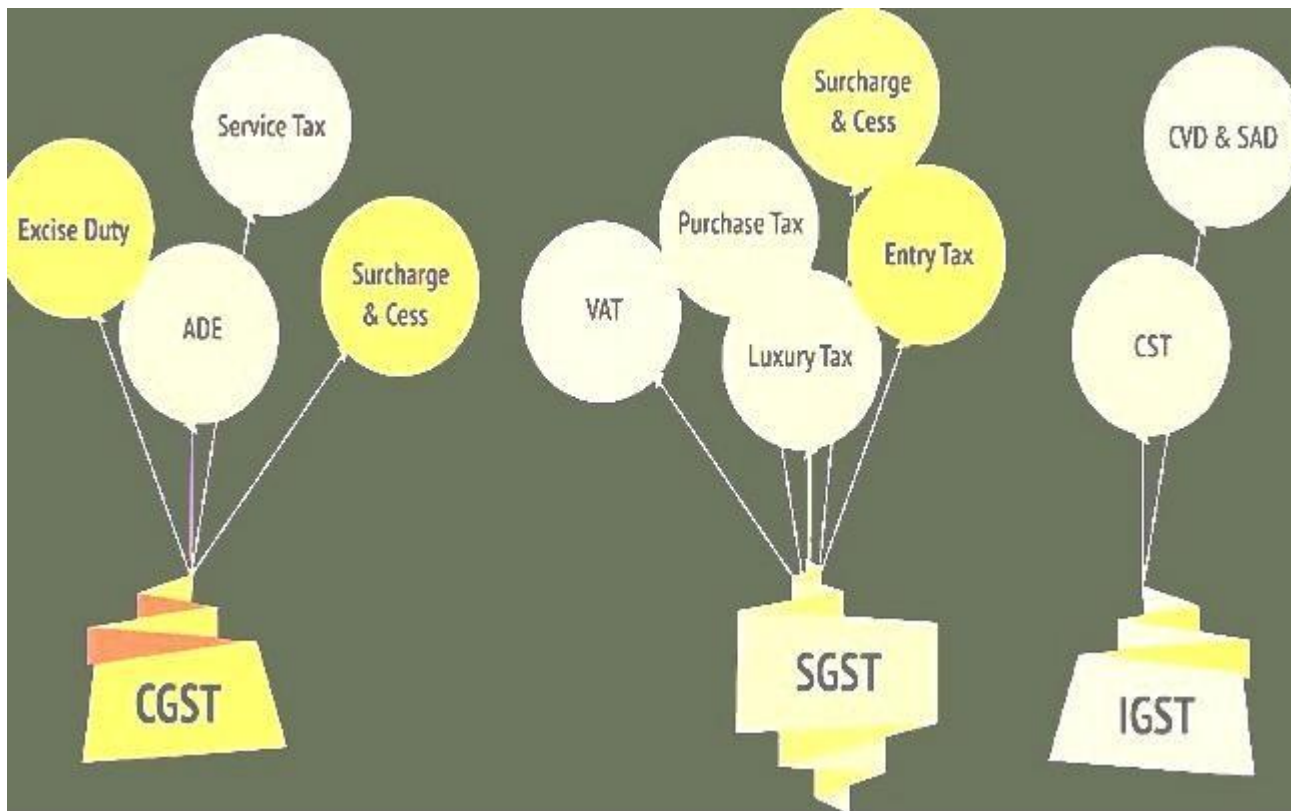 Service Tax
Excise Duty
ADE
Surcharge
& Cess
CGST
Surcharge
& Cess
Purchase Tax
Entry Tax
VAT
Luxury Tax
SGST
CVD & SAD
CST
IGST